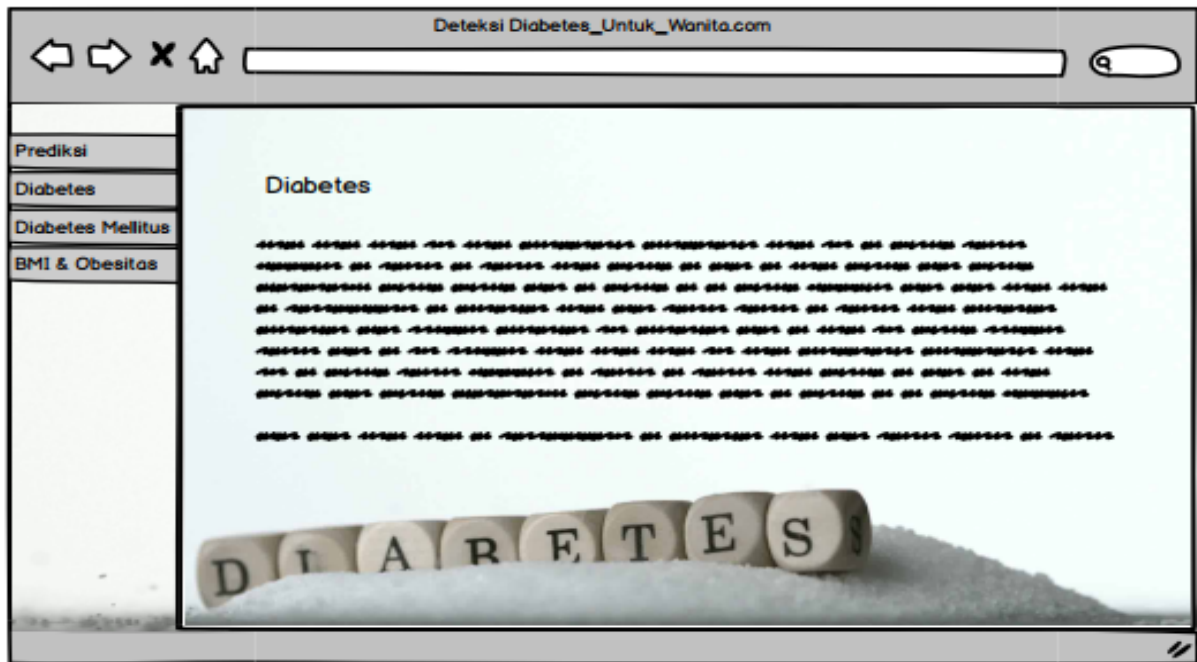 Deteksi Diabetes_Untuk_Wanita.com
Prediksi
Diabetes
Diabetes Mellitus
BMI & Obesitas
Diabetes
DIABETES S